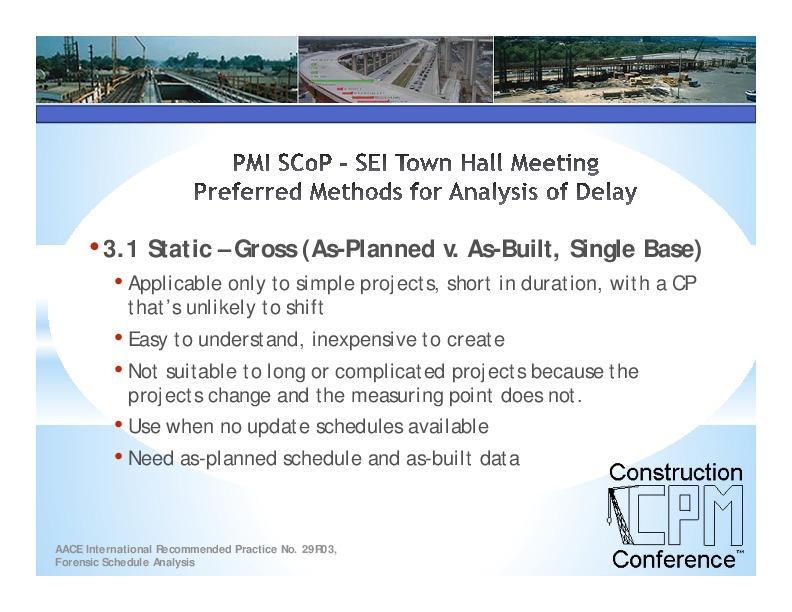 PMI SCoP – SEI Town Hall Meeting
Preferred Methods for Analysis of Delay
• 3.1 Static – Gross (As-Planned v. As-Built, Single Base)
• Applicable only to simple projects, short in duration, with a CP
that's unlikely to shift
• Easy to understand, inexpensive to create
• Not suitable to long or complicated projects because the
projects change and the measuring point does not.
• Use when no update schedules available
• Need as-planned schedule and as-built data
Construction
CPM
Conference™
AACE International Recommended Practice No. 29R03,
Forensic Schedule Analysis